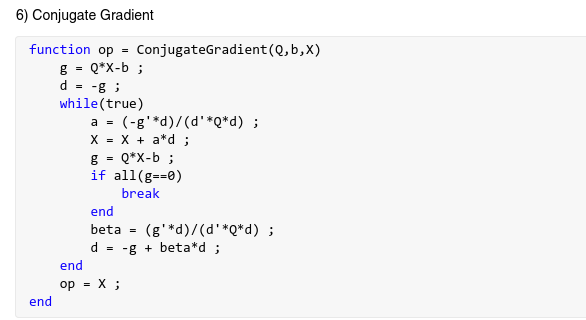 6) Conjugate Gradient
function op = ConjugateGradient(Q,b,X)
    g = Q*X-b ;
    d = -g ;
    while(true)
        a = (-g'*d)/(d'*Q*d) ;
        X = X + a*d ;
        g = Q*X-b ;
        if all(g==0)
            break
        end
        beta = (g'*d)/(d'*Q*d) ;
        d = -g + beta*d ;
    end
    op = X ;
end